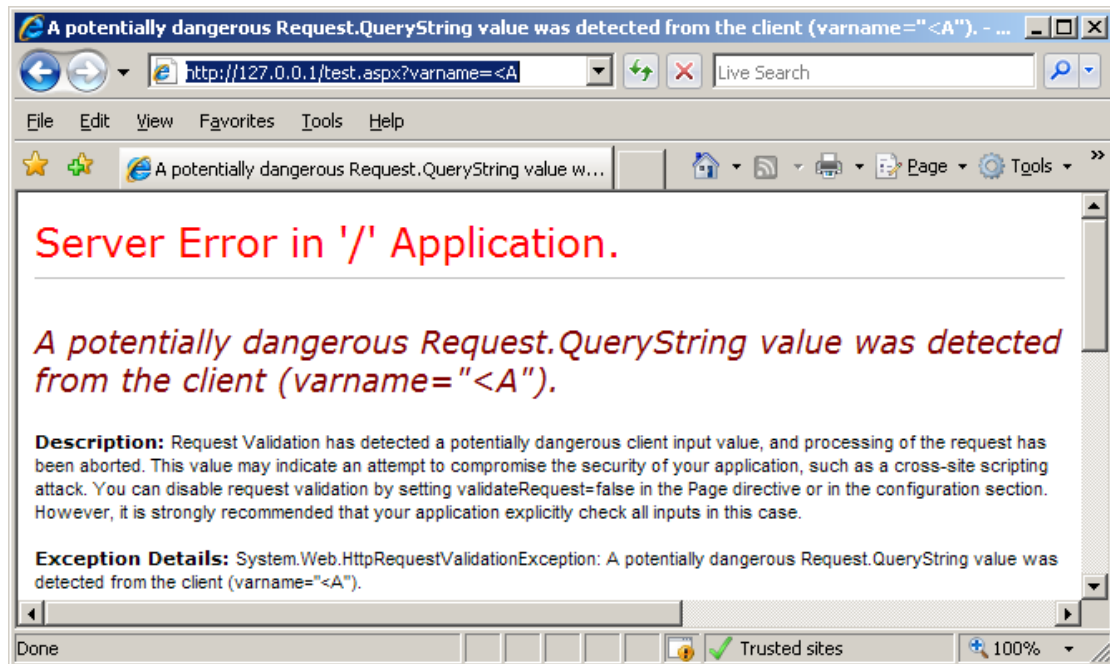 A potentially dangerous Request.QueryString value was detected from the client (varname="<A"). - ...
http://127.0.0.1/test.aspx?varname=<A
Live Search
File Edit View Favorites Tools Help
A potentially dangerous Request.QueryString value w...
Page Tools »
Server Error in '/' Application.
A potentially dangerous Request.QueryString value was detected
from the client (varname="<A").
Description: Request Validation has detected a potentially dangerous client input value, and processing of the request has
been aborted. This value may indicate an attempt to compromise the security of your application, such as a cross-site scripting
attack. You can disable request validation by setting validateRequest=false in the Page directive or in the configuration section.
However, it is strongly recommended that your application explicitly check all inputs in this case.
Exception Details: System.Web.HttpRequestValidationException: A potentially dangerous Request.QueryString value was
detected from the client (varname="<A").
Done
Trusted sites
100%